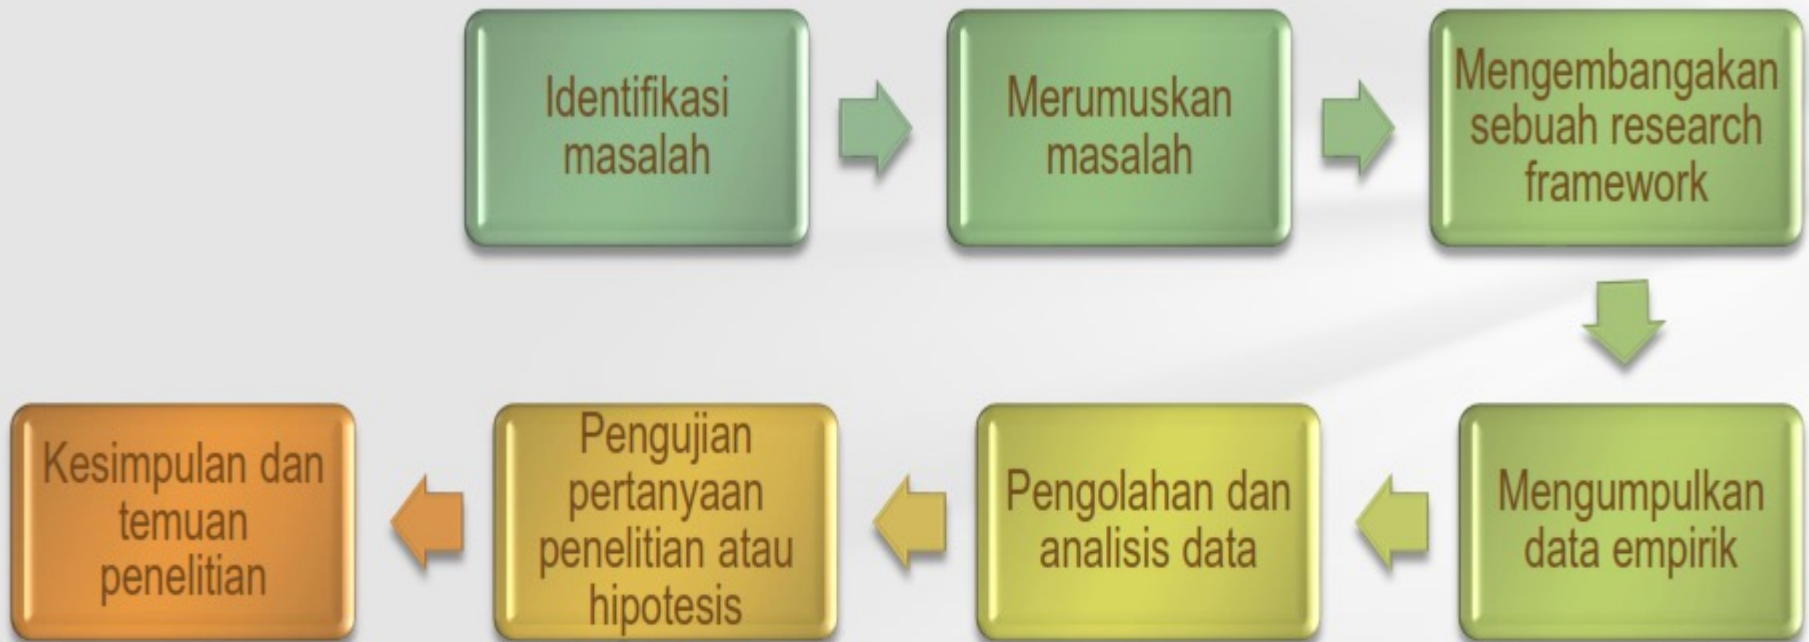 Identifikasi
masalah
Merumuskan
masalah
Mengembangakan
sebuah research
framework
Mengumpulkan
data empirik
Pengolahan dan
analisis data
Pengujian
pertanyaan
penelitian atau
hipotesis
Kesimpulan dan
temuan
penelitian